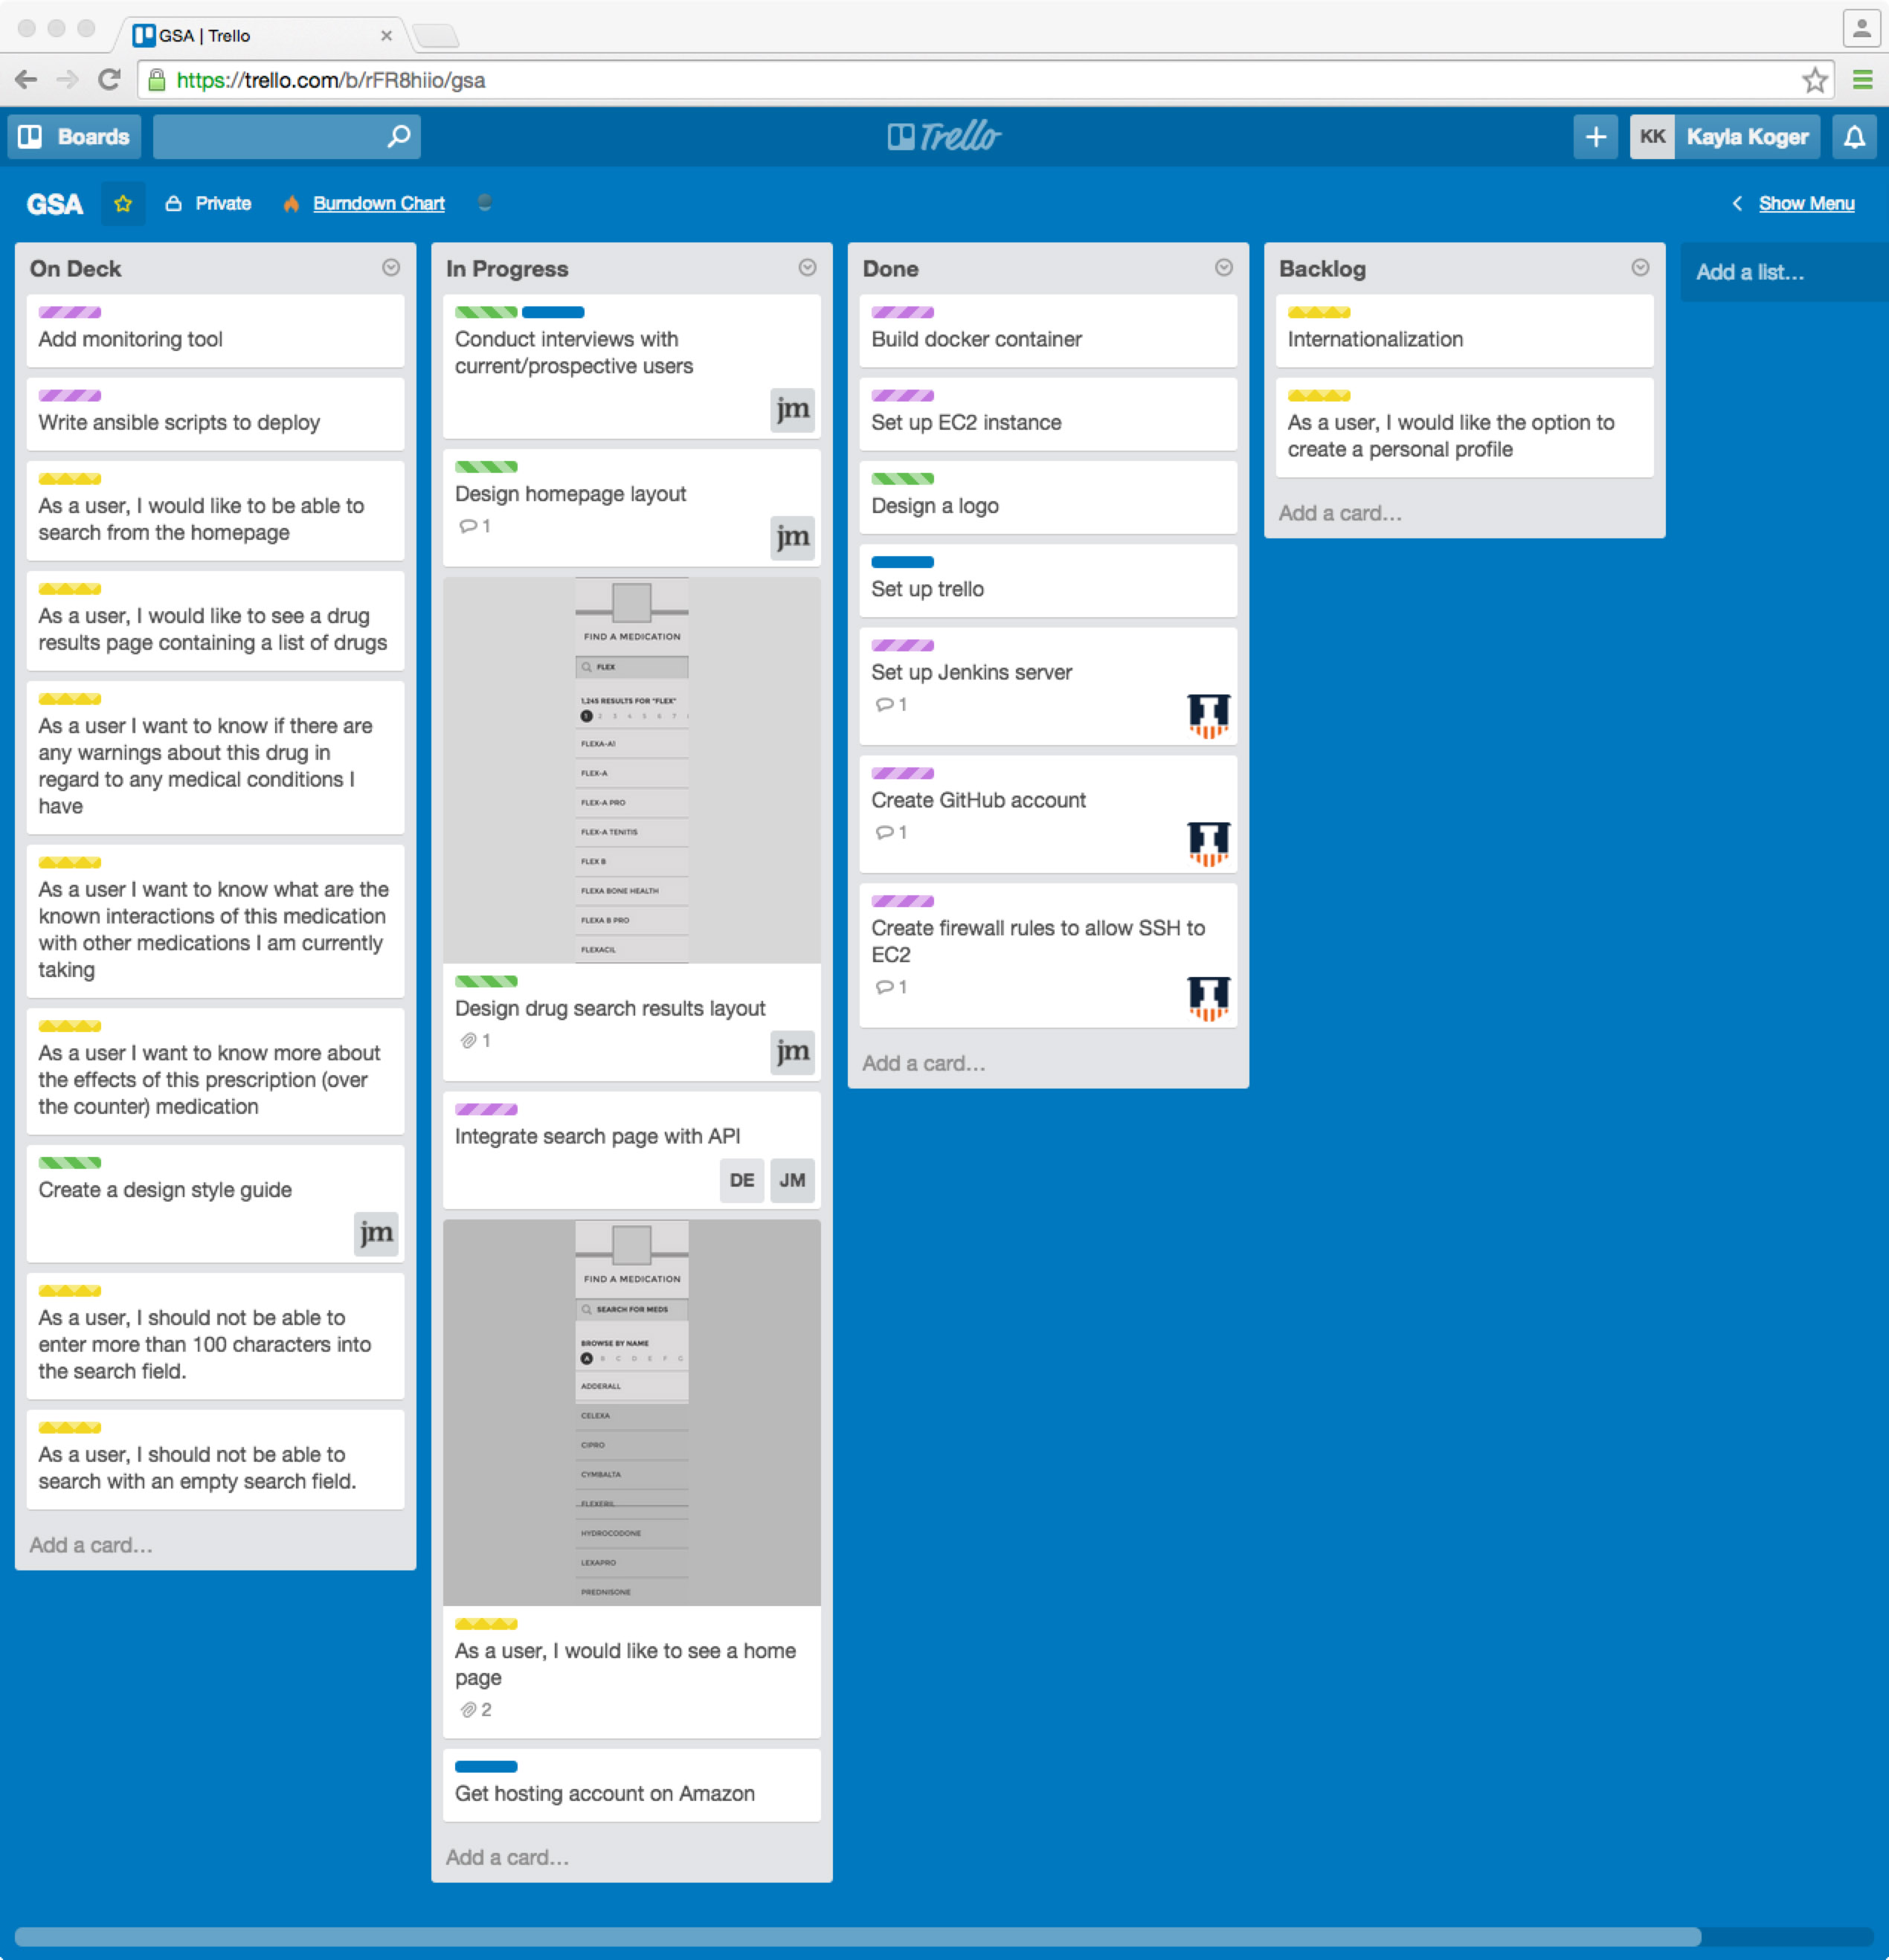 GSA | Trello
https://trello.com/b/rFR8hiio/gsa
Boards
Trello
KK Kayla Koger
GSA Private Burndown Chart
Show Menu
On Deck
Add monitoring tool
Write ansible scripts to deploy
As a user, I would like to be able to
search from the homepage
As a user, I would like to see a drug
results page containing a list of drugs
As a user I want to know if there are
any warnings about this drug in
regard to any medical conditions I
have
As a user I want to know what are the
known interactions of this medication
with other medications I am currently
taking
As a user I want to know more about
the effects of this prescription (over
the counter) medication
Create a design style guide
jm
As a user, I should not be able to
enter more than 100 characters into
the search field.
As a user, I should not be able to
search with an empty search field.
Add a card...
In Progress
Conduct interviews with
current/prospective users
jm
Design homepage layout
1
jm
FIND A MEDICATION
FLEX
1,245 RESULTS FOR "FLEX"
1 2 3 4 5 6 7
FLEXA-A1
FLEX-A
FLEX-A PRO
FLEX-A TENITIS
FLEX B
FLEXA BONE HEALTH
FLEXA B PRO
FLEXACIL
Design drug search results layout
1
jm
Integrate search page with API
DE JM
FIND A MEDICATION
SEARCH FOR MEDS
BROWSE BY NAME
A B C D E F G
ADDERALL
CELEXA
CIPRO
CYMBALTA
FLEXERIL
HYDROCODONE
LEXAPRO
PREDNISONE
As a user, I would like to see a home
page
2
Get hosting account on Amazon
Add a card...
Done
Build docker container
Set up EC2 instance
Design a logo
Set up trello
Set up Jenkins server
1
Create GitHub account
1
Create firewall rules to allow SSH to
EC2
1
Add a card...
Backlog
Internationalization
As a user, I would like the option to
create a personal profile
Add a card...
Add a list...